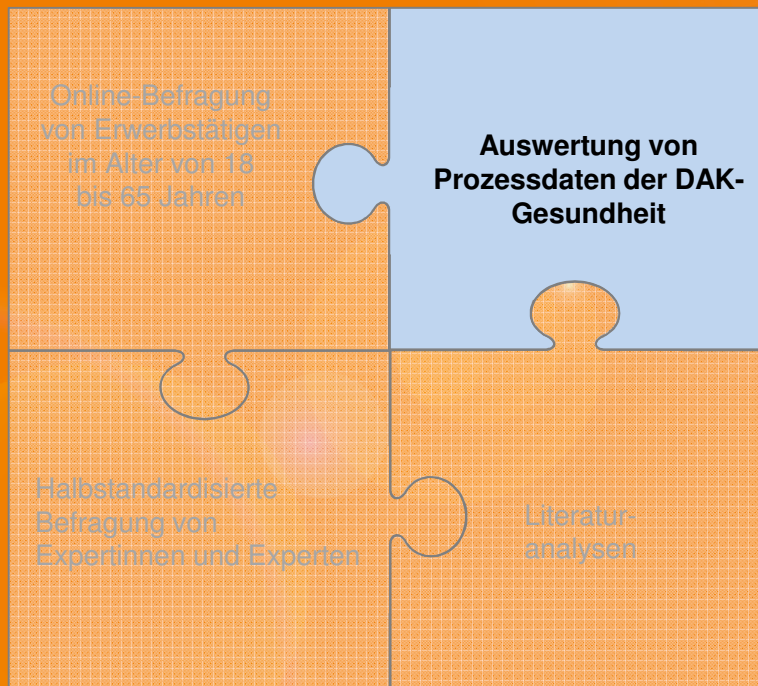 Online-Befragung
von Erwerbstätigen
im Alter von 18
bis 65 Jahren
Auswertung von
Prozessdaten der DAK-
Gesundheit
Halbstandardisierte
Befragung von
Expertinnen und Experten
Literatur-
analysen